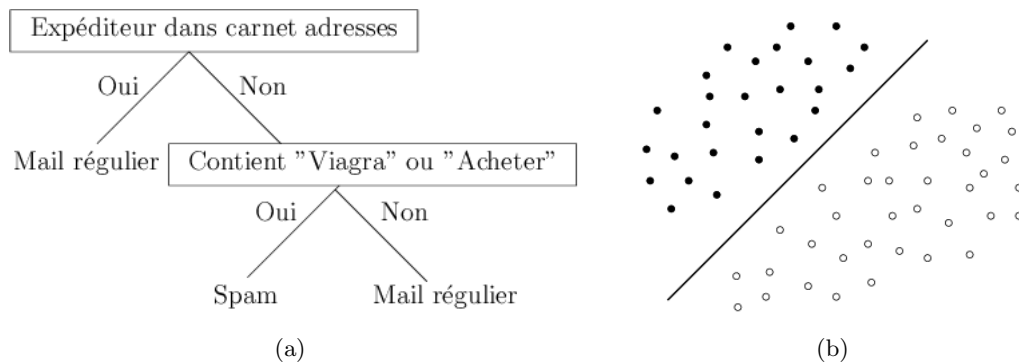 Expéditeur dans carnet adresses
Oui Non
Mail régulier Contient "Viagra" ou "Acheter"
Oui Non
Spam Mail régulier
(a) (b)